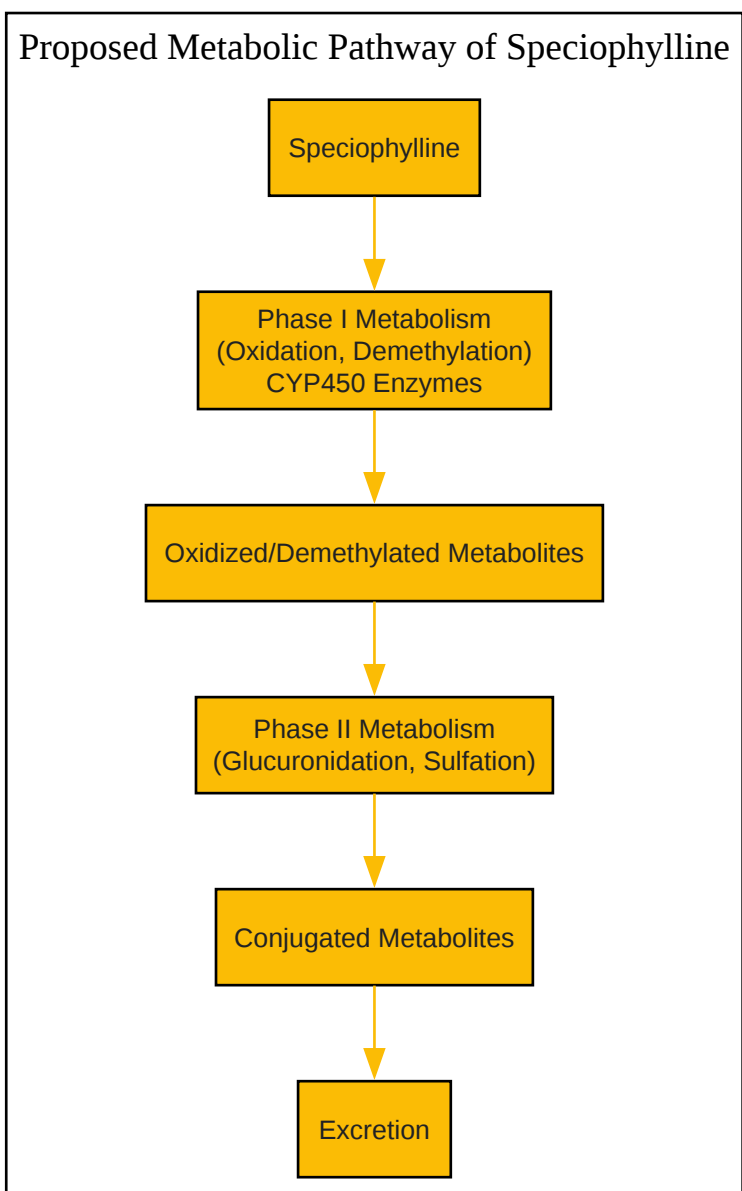 Proposed Metabolic Pathway of Speciophylline
Speciophylline
Phase I Metabolism
(Oxidation, Demethylation)
CYP450 Enzymes
Oxidized/Demethylated Metabolites
Phase II Metabolism
(Glucuronidation, Sulfation)
Conjugated Metabolites
Excretion